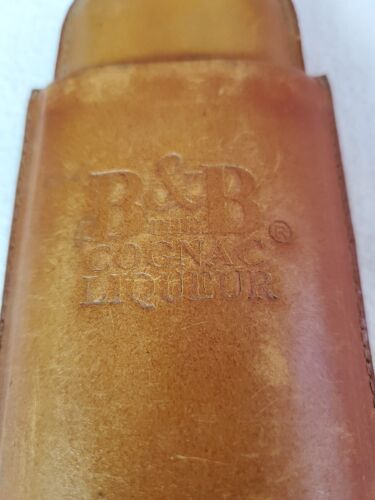 B&B
THE
COGNAC®
LIQUEUR